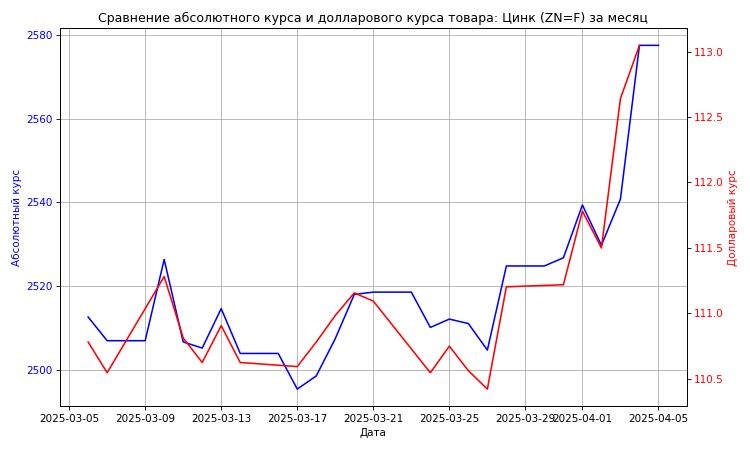 Сравнение абсолютного курса и долларового курса товара: Цинк (ZN=F) за месяц
Абсолютный курс
2580
2560
2540
2520
2500
113.0
112.5
112.0
111.5
111.0
110.5
Долларовый курс
2025-03-05 2025-03-09 2025-03-13 2025-03-17 2025-03-21 2025-03-25 2025-03-29 2025-04-01 2025-04-05
Дата